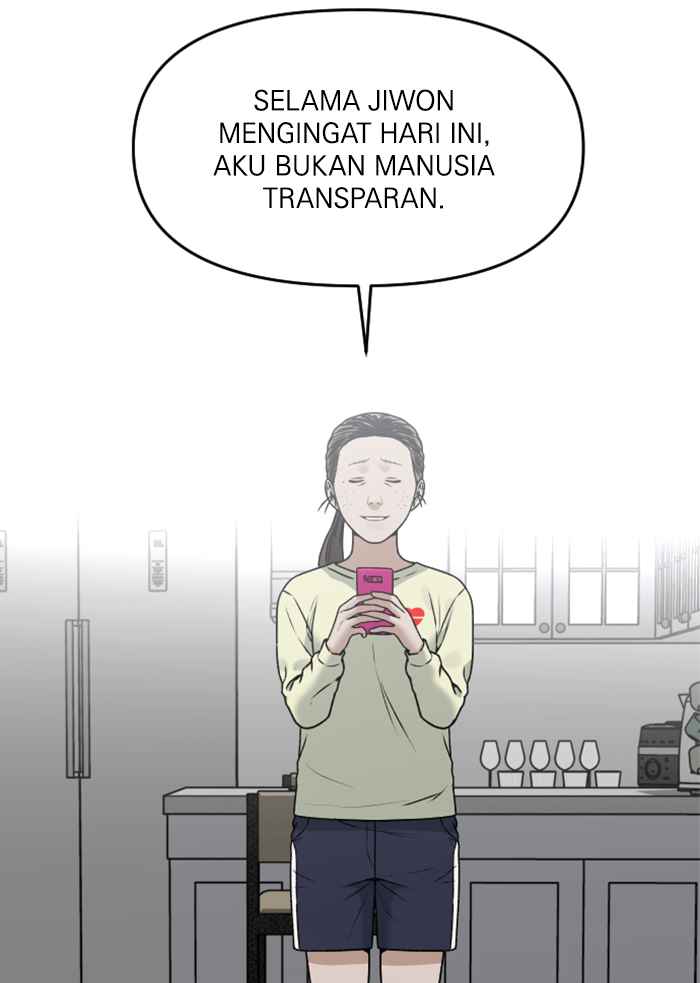 SELAMA JIWON
MENGINGAT HARI INI,
AKU BUKAN MANUSIA
TRANSPARAN.